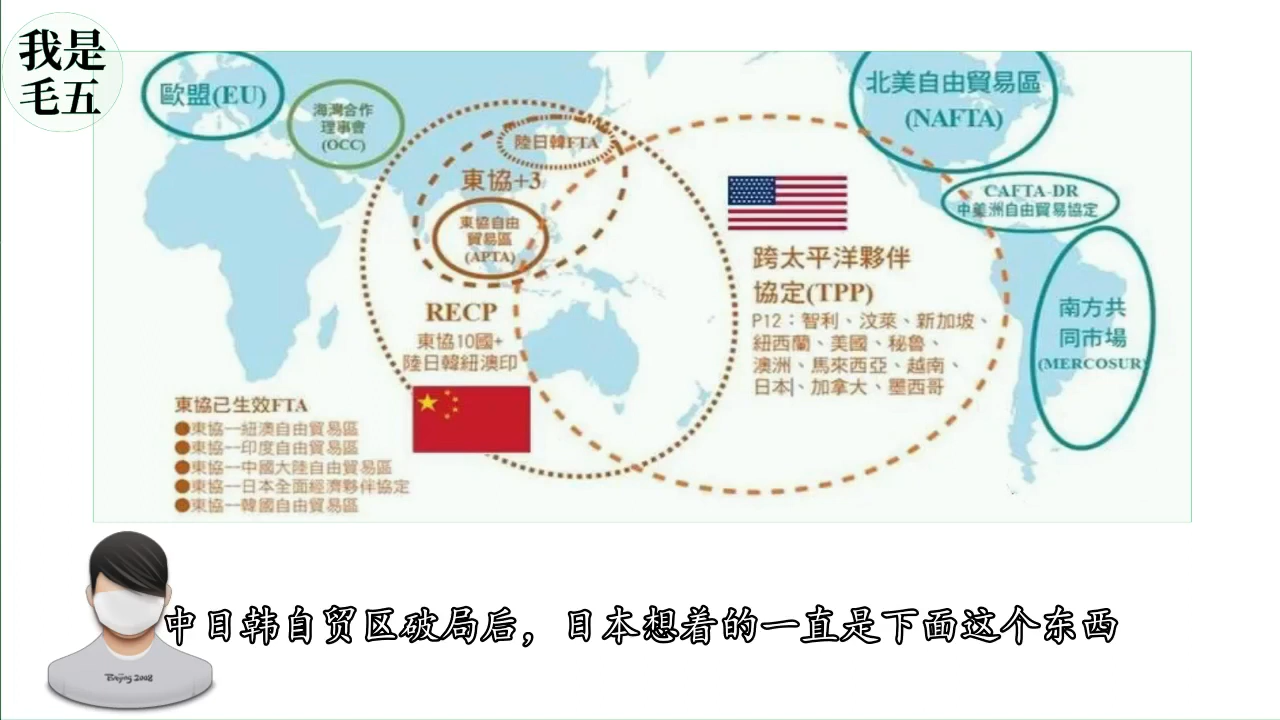 我是
毛五
歐盟(EU)
海灣合作
理事會
(OCC)
陸日韓FTA
東協+3
東協自由
貿易區
(APTA)
RECP
東協10國+
陸日韓紐澳印
東協已生效FTA
●東協一紐澳自由貿易區
●東協一印度自由貿易區
●東協一中國大陸自由貿易區
●東協一日本全面經濟夥伴協定
●東協一韓國自由貿易區
跨太平洋夥伴
協定(TPP)
P12：智利、汶萊、新加坡、
紐西蘭、美國、秘魯、
澳洲、馬來西亞、越南、
日本、加拿大、墨西哥
北美自由貿易區
(NAFTA)
CAFTA-DR
中美洲自由貿易協定
南方共
同市場
(MERCOSUR)
Beijing 2008
中日韩自贸区破局后，日本想着的一直是下面这个东西